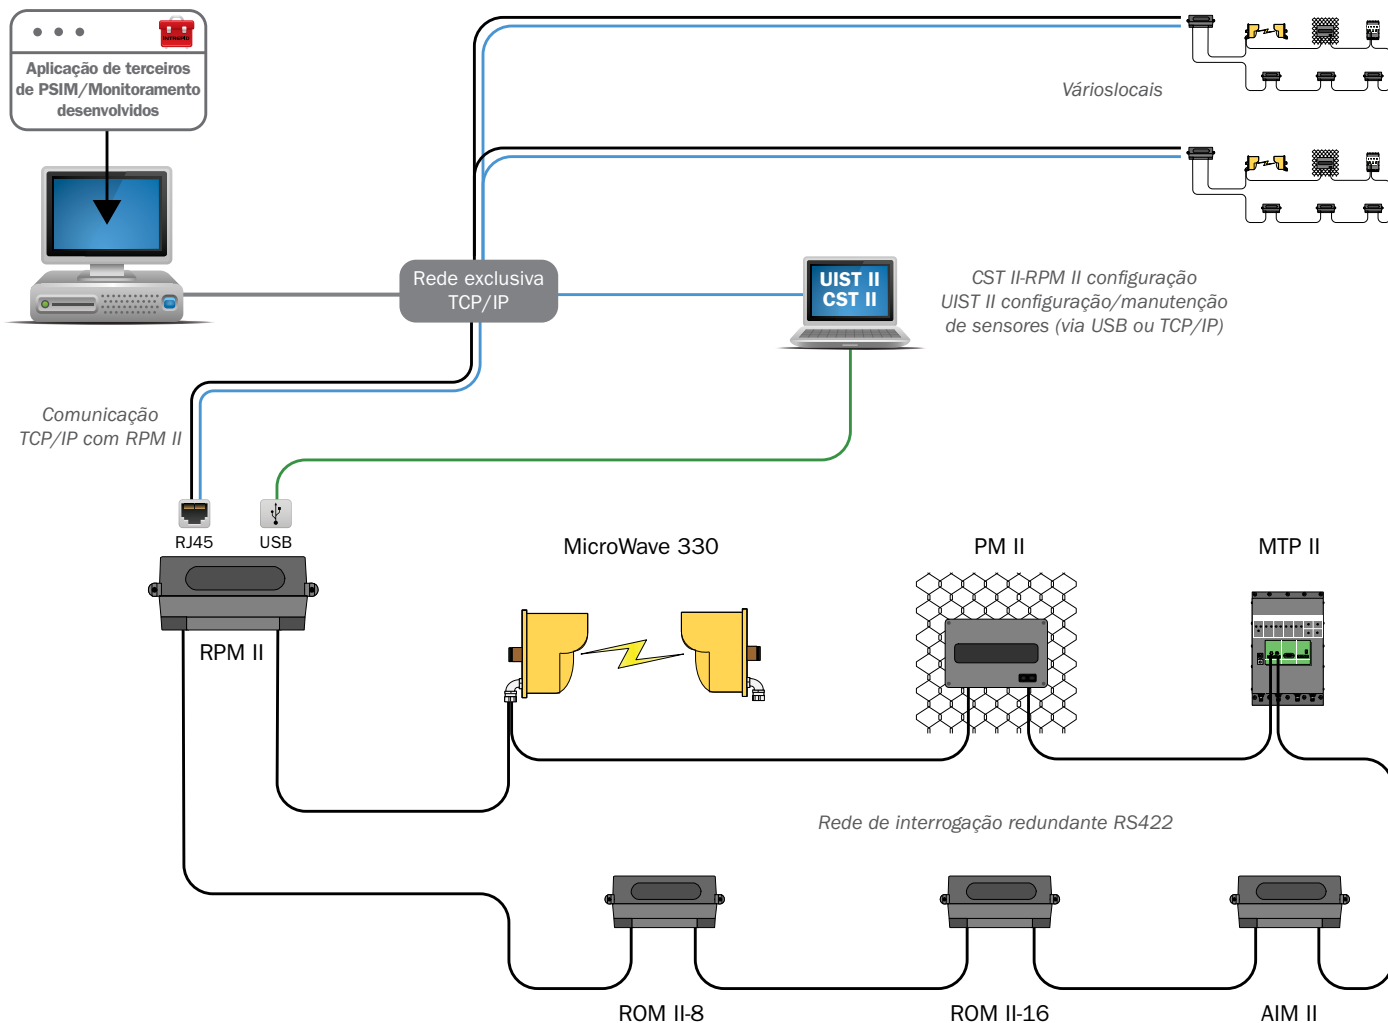 INTREPID
Aplicação de terceiros
de PSIM/Monitoramento
desenvolvidos
Várioslocais
Rede exclusiva
TCP/IP
UIST II
CST II
CST II-RPM II configuração
UIST II configuração/manutenção
de sensores (via USB ou TCP/IP)
Comunicação
TCP/IP com RPM II
RJ45
USB
RPM II
MicroWave 330
PM II
MTP II
Rede de interrogação redundante RS422
ROM II-8
ROM II-16
AIM II